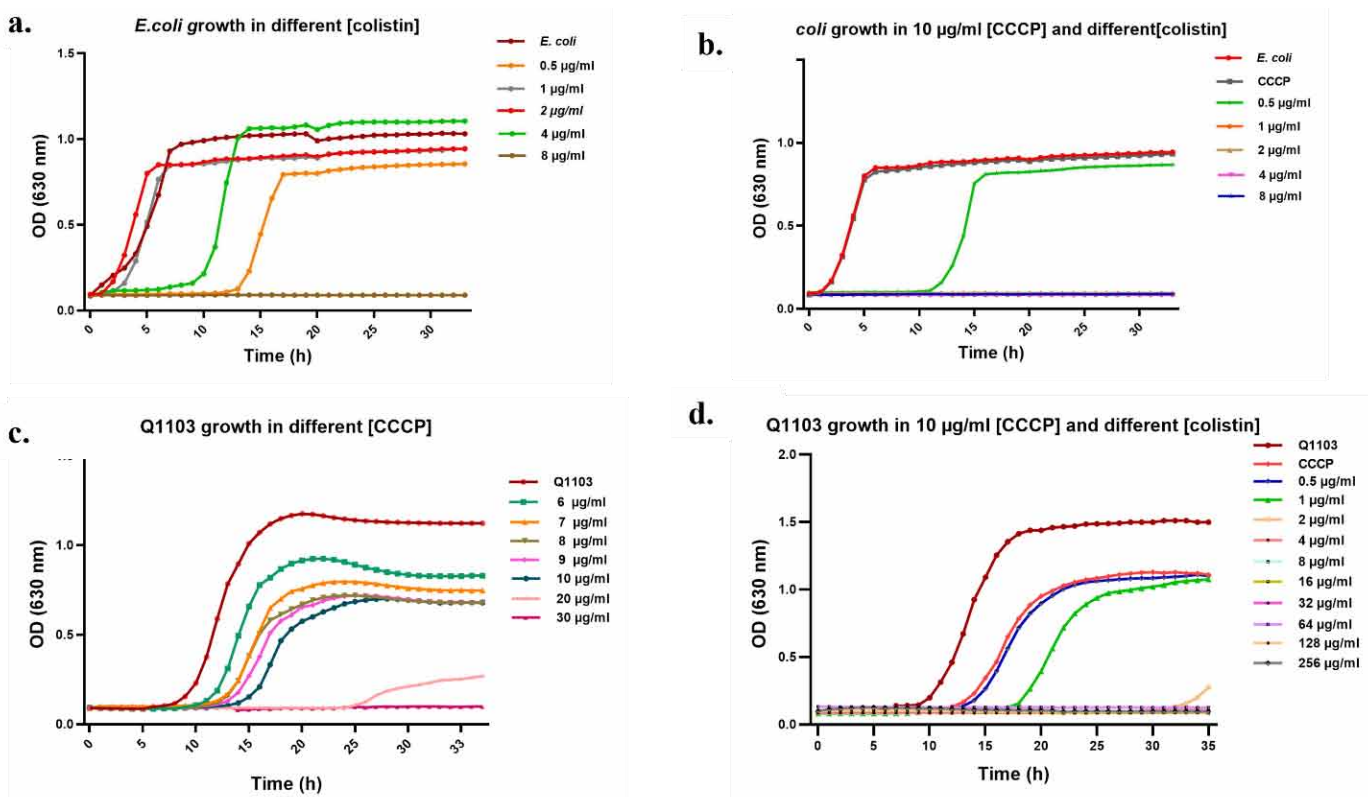 a.
E.coli growth in different [colistin]
1.5
1.0
0.5
0.0
OD (630 nm)
0 5 10 15 20 25 30
Time (h)
E. coli
0.5 µg/ml
1 µg/ml
2 µg/ml
4 µg/ml
8 µg/ml
b.
coli growth in 10 µg/ml [CCCP] and different[colistin]
1.0
0.5
0.0
OD (630 nm)
0 5 10 15 20 25 30
Time (h)
E. coli
CCCP
0.5 µg/ml
1 µg/ml
2 µg/ml
4 µg/ml
8 µg/ml
c.
Q1103 growth in different [CCCP]
1.0
0.5
0.0
OD (630 nm)
0 5 10 15 20 25 30 33
Time (h)
Q1103
6 µg/ml
7 µg/ml
8 µg/ml
9 µg/ml
10 µg/ml
20 µg/ml
30 µg/ml
d.
Q1103 growth in 10 µg/ml [CCCP] and different [colistin]
2.0
1.5
1.0
0.5
0.0
OD (630 nm)
0 5 10 15 20 25 30 35
Time (h)
Q1103
CCCP
0.5 µg/ml
1 µg/ml
2 µg/ml
4 µg/ml
8 µg/ml
16 µg/ml
32 µg/ml
64 µg/ml
128 µg/ml
256 µg/ml